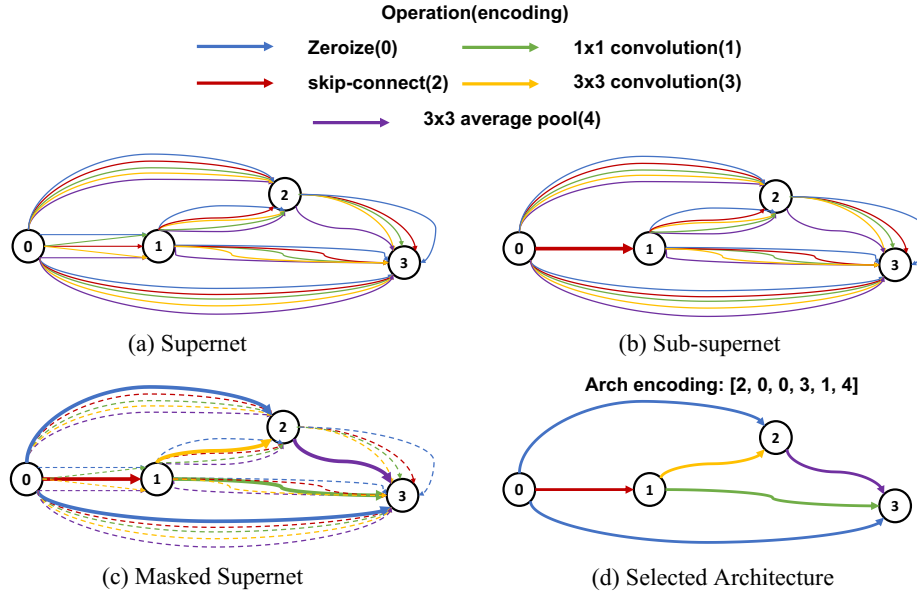 Operation(encoding)
Zeroize(0)
1x1 convolution(1)
skip-connect(2)
3x3 convolution(3)
3x3 average pool(4)
2
0
1
3
(a) Supernet
2
0
1
3
(b) Sub-supernet
2
0
1
3
(c) Masked Supernet
Arch encoding: [2, 0, 0, 3, 1, 4]
2
0
1
3
(d) Selected Architecture